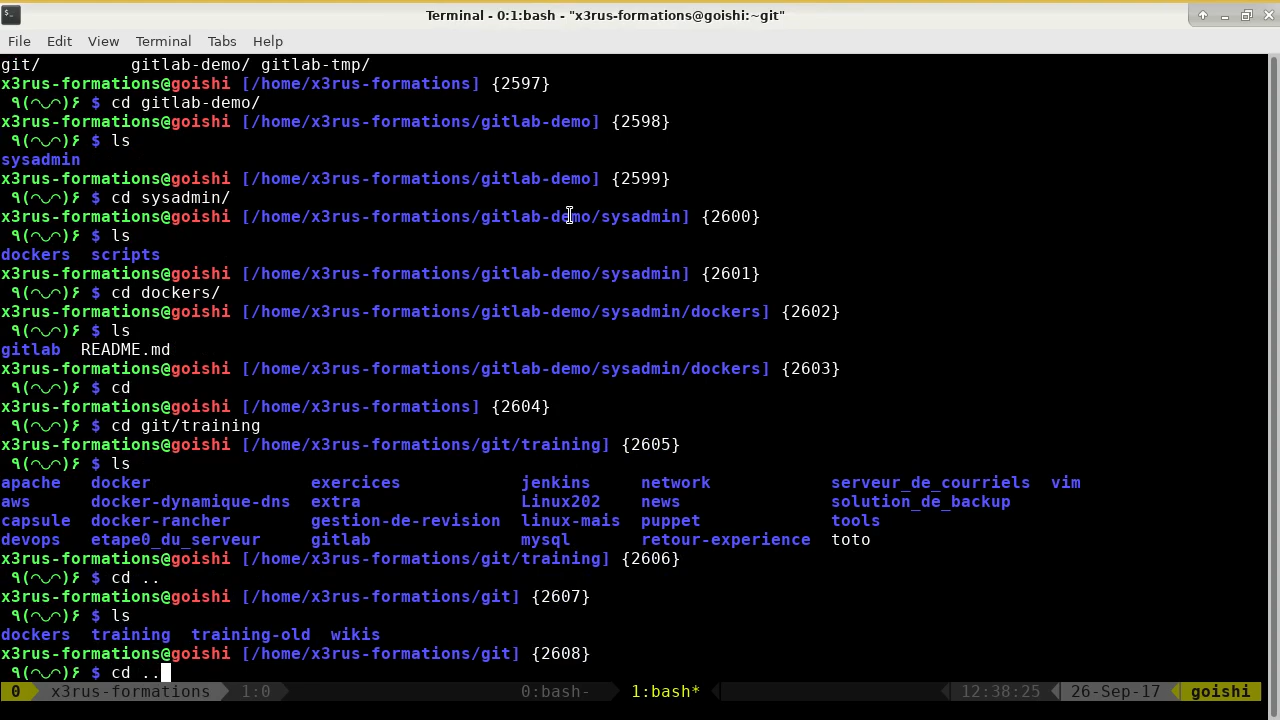 Terminal - 0:1:bash - "x3rus-formations@goishi:~git"
File Edit View Terminal Tabs Help
git/ gitlab-demo/ gitlab-tmp/
x3rus-formations@goishi [/home/x3rus-formations] {2597}
٩(◠◡◠)۶ $ cd gitlab-demo/
x3rus-formations@goishi [/home/x3rus-formations/gitlab-demo] {2598}
٩(◠◡◠)۶ $ ls
sysadmin
x3rus-formations@goishi [/home/x3rus-formations/gitlab-demo] {2599}
٩(◠◡◠)۶ $ cd sysadmin/
x3rus-formations@goishi [/home/x3rus-formations/gitlab-demo/sysadmin] {2600}
٩(◠◡◠)۶ $ ls
dockers scripts
x3rus-formations@goishi [/home/x3rus-formations/gitlab-demo/sysadmin] {2601}
٩(◠◡◠)۶ $ cd dockers/
x3rus-formations@goishi [/home/x3rus-formations/gitlab-demo/sysadmin/dockers] {2602}
٩(◠◡◠)۶ $ ls
gitlab README.md
x3rus-formations@goishi [/home/x3rus-formations/gitlab-demo/sysadmin/dockers] {2603}
٩(◠◡◠)۶ $ cd
x3rus-formations@goishi [/home/x3rus-formations] {2604}
٩(◠◡◠)۶ $ cd git/training
x3rus-formations@goishi [/home/x3rus-formations/git/training] {2605}
٩(◠◡◠)۶ $ ls
apache docker exercices jenkins network serveur_de_courriels vim
aws docker-dynamique-dns extra Linux202 news solution_de_backup
capsule docker-rancher gestion-de-revision linux-mais puppet tools
devops etape0_du_serveur gitlab mysql retour-experience toto
x3rus-formations@goishi [/home/x3rus-formations/git/training] {2606}
٩(◠◡◠)۶ $ cd ..
x3rus-formations@goishi [/home/x3rus-formations/git] {2607}
٩(◠◡◠)۶ $ ls
dockers training training-old wikis
x3rus-formations@goishi [/home/x3rus-formations/git] {2608}
٩(◠◡◠)۶ $ cd ..
0 x3rus-formations 1:0 0:bash- 1:bash* 12:38:25 26-Sep-17 goishi